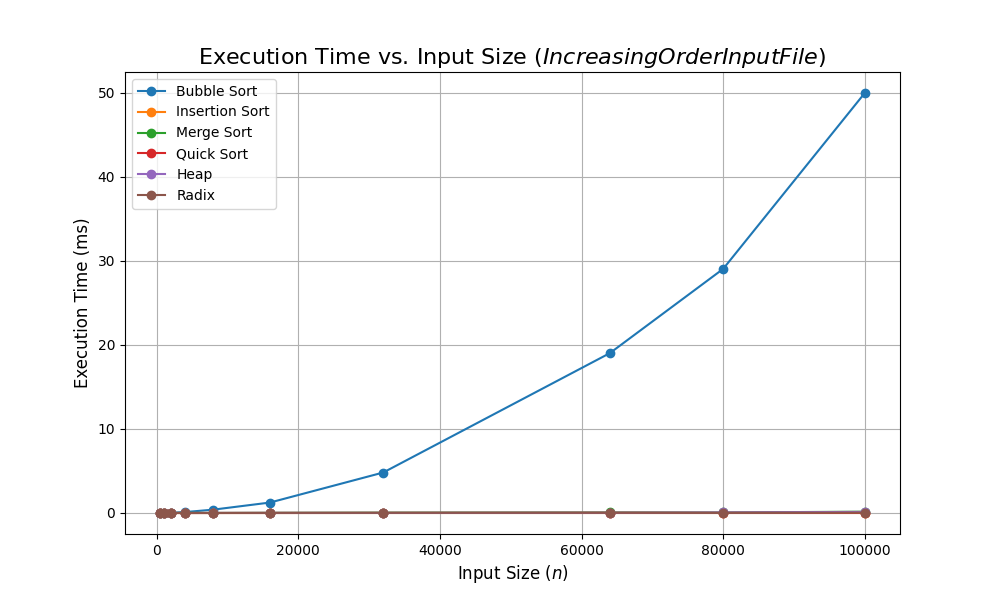 Execution Time vs. Input Size (IncreasingOrderInputFile)
Bubble Sort
Insertion Sort
Merge Sort
Quick Sort
Heap
Radix
Execution Time (ms)
50
40
30
20
10
0
0
20000
40000
60000
80000
100000
Input Size (n)